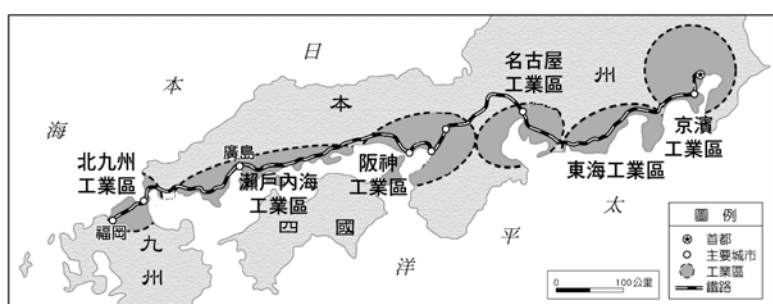 日
本
海
本
州
名古屋
工業區
京濱
工業區
北九州
工業區
廣島
瀨戶內海
工業區
阪神
工業區
東海工業區
福岡
九
州
四 國
太
平
洋
圖 例
首都
主要城市
工業區
鐵路
0 100公里